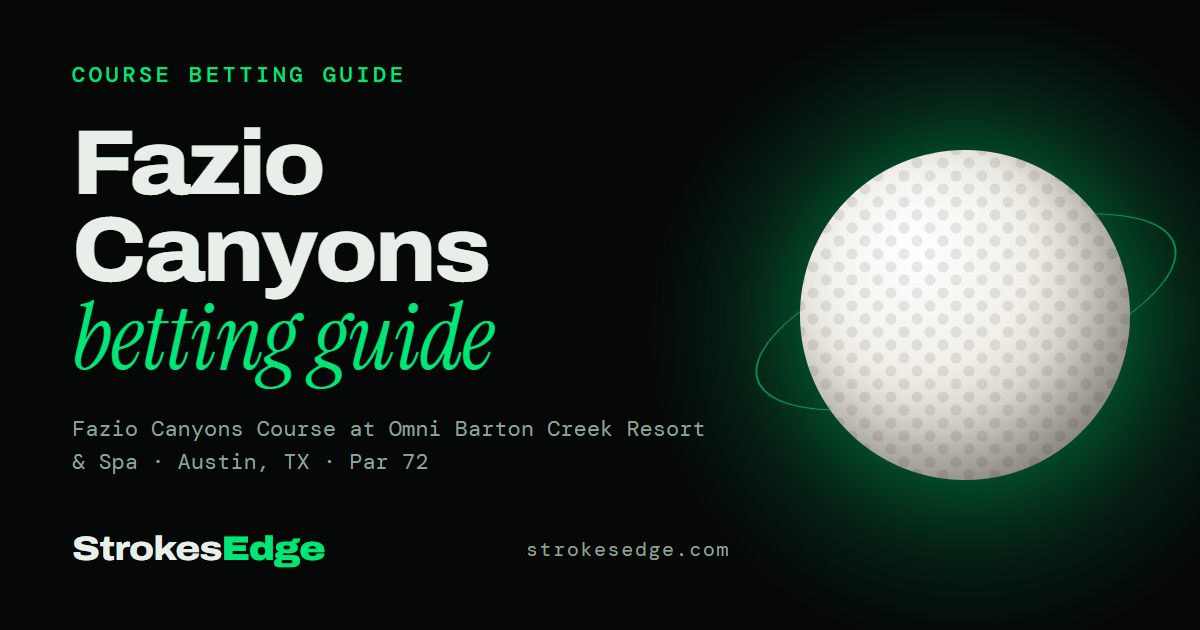 COURSE BETTING GUIDE
Fazio
Canyons
betting guide
Fazio Canyons Course at Omni Barton Creek Resort
& Spa · Austin, TX · Par 72
StrokesEdge
strokesedge.com